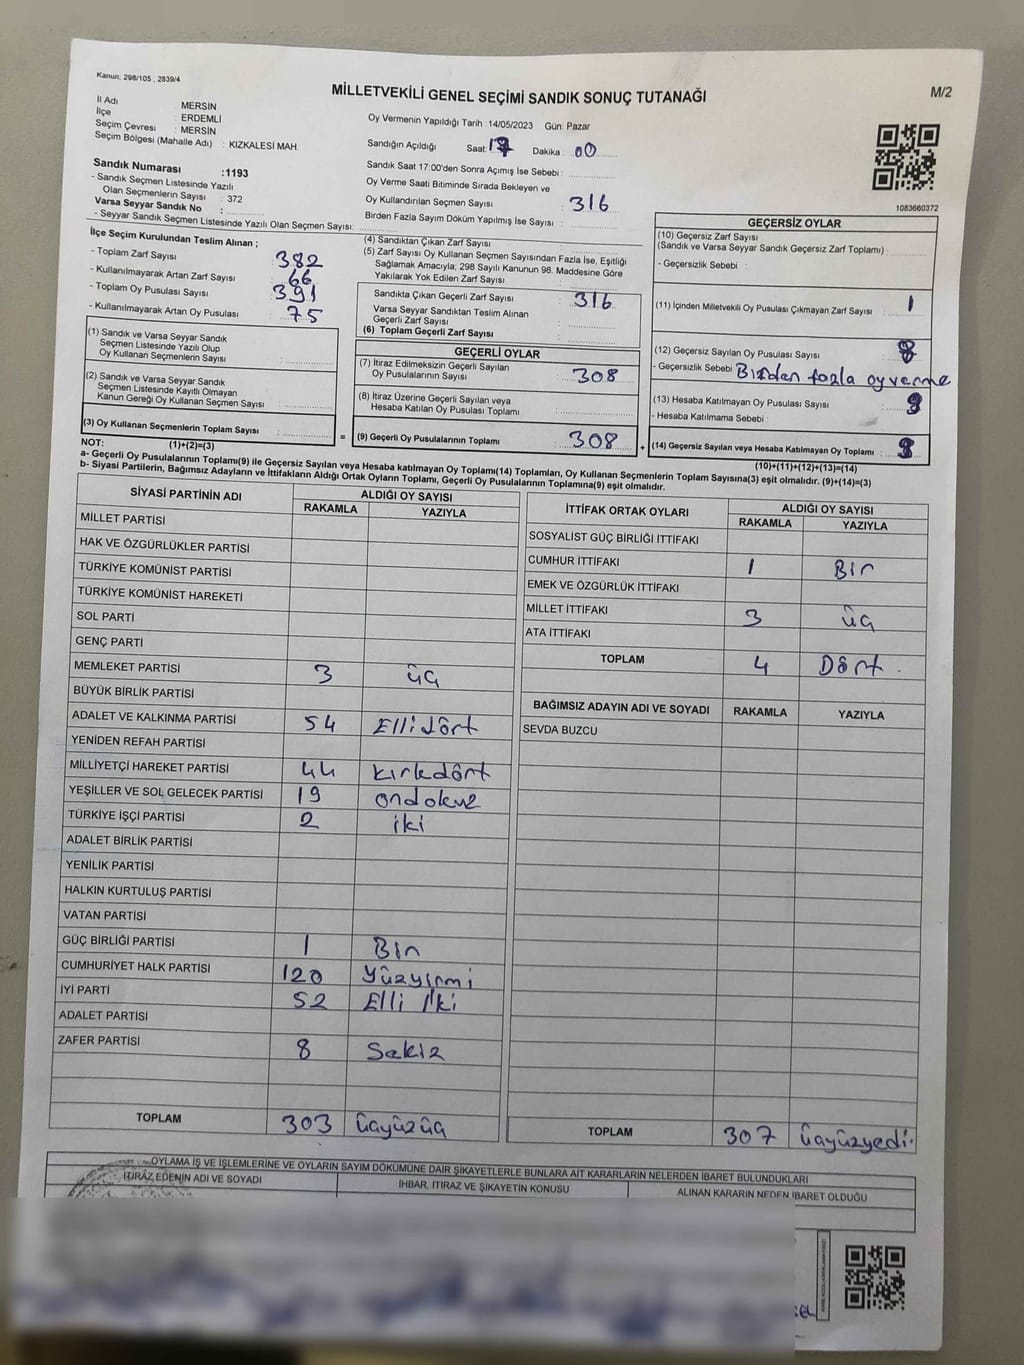 Kanun; 298/105 , 2839/4
MİLLETVEKİLİ GENEL SEÇİMİ SANDIK SONUÇ TUTANAĞI
M/2
İl Adı : MERSİN
İlçe : ERDEMLİ
Seçim Çevresi : MERSİN
Seçim Bölgesi (Mahalle Adı) : KIZKALESİ MAH.
Oy Vermenin Yapıldığı Tarih : 14/05/2023 Gün: Pazar
Sandığın Açıldığı Saat: 17 Dakika : 00
Sandık Saat 17:00'den Sonra Açımış İse Sebebi :
Oy Verme Saati Bitiminde Sırada Bekleyen ve
Oy Kullandırılan Seçmen Sayısı : 316
Birden Fazla Sayım Döküm Yapılmış İse Sayısı :
Sandık Numarası :1193
- Sandık Seçmen Listesinde Yazılı
Olan Seçmenlerin Sayısı : 372
Varsa Seyyar Sandık No :
- Seyyar Sandık Seçmen Listesinde Yazılı Olan Seçmen Sayısı:
1083660372
İlçe Seçim Kurulundan Teslim Alınan ;
- Toplam Zarf Sayısı : 382
- Kullanılmayarak Artan Zarf Sayısı : 66
- Toplam Oy Pusulası Sayısı : 391
- Kullanılmayarak Artan Oy Pusulası : 75
(1) Sandık ve Varsa Seyyar Sandık
Seçmen Listesinde Yazılı Olup
Oy Kullanan Seçmenlerin Sayısı :
(2) Sandık ve Varsa Seyyar Sandık
Seçmen Listesinde Kayıtlı Olmayan
Kanun Gereği Oy Kullanan Seçmen Sayısı :
(3) Oy Kullanan Seçmenlerin Toplam Sayısı :
(4) Sandıktan Çıkan Zarf Sayısı :
(5) Zarf Sayısı Oy Kullanan Seçmen Sayısından Fazla İse, Eşitliği
Sağlamak Amacıyla; 298 Sayılı Kanunun 98. Maddesine Göre
Yakılarak Yok Edilen Zarf Sayısı :
Sandıkta Çıkan Geçerli Zarf Sayısı : 316
Varsa Seyyar Sandıktan Teslim Alınan
Geçerli Zarf Sayısı :
(6) Toplam Geçerli Zarf Sayısı :
GEÇERLİ OYLAR
(7) İtiraz Edilmeksizin Geçerli Sayılan
Oy Pusulalarının Sayısı : 308
(8) İtiraz Üzerine Geçerli Sayılan veya
Hesaba Katılan Oy Pusulası Toplamı :
= (9) Geçerli Oy Pusulalarının Toplamı : 308 +
GEÇERSİZ OYLAR
(10) Geçersiz Zarf Sayısı
(Sandık ve Varsa Seyyar Sandık Geçersiz Zarf Toplamı) :
- Geçersizlik Sebebi :
(11) İçinden Milletvekili Oy Pusulası Çıkmayan Zarf Sayısı : 1
(12) Geçersiz Sayılan Oy Pusulası Sayısı :
- Geçersizlik Sebebi : Birden fazla oy verme
(13) Hesaba Katılmayan Oy Pusulası Sayısı :
- Hesaba Katılmama Sebebi :
(14) Geçersiz Sayılan veya Hesaba Katılmayan Oy Toplamı :
NOT: (1)+(2)=(3)
(10)+(11)+(12)+(13)=(14)
a- Geçerli Oy Pusulalarının Toplamı(9) ile Geçersiz Sayılan veya Hesaba katılmayan Oy Toplamı(14) Toplamları, Oy Kullanan Seçmenlerin Toplam Sayısına(3) eşit olmalıdır. (9)+(14)=(3)
b- Siyasi Partilerin, Bağımsız Adayların ve İttifakların Aldığı Ortak Oyların Toplamı, Geçerli Oy Pusulalarının Toplamına(9) eşit olmalıdır.
SİYASİ PARTİNİN ADI ALDIĞI OY SAYISI
RAKAMLA YAZIYLA
MİLLET PARTİSİ
HAK VE ÖZGÜRLÜKLER PARTİSİ
TÜRKİYE KOMÜNİST PARTİSİ
TÜRKİYE KOMÜNİST HAREKETİ
SOL PARTİ
GENÇ PARTİ
MEMLEKET PARTİSİ 3 üç
BÜYÜK BİRLİK PARTİSİ
ADALET VE KALKINMA PARTİSİ 54 Ellidört
YENİDEN REFAH PARTİSİ
MİLLİYETÇİ HAREKET PARTİSİ 44 kırkdört
YEŞİLLER VE SOL GELECEK PARTİSİ 19 ondokuz
TÜRKİYE İŞÇİ PARTİSİ 2 iki
ADALET BİRLİK PARTİSİ
YENİLİK PARTİSİ
HALKIN KURTULUŞ PARTİSİ
VATAN PARTİSİ
GÜÇ BİRLİĞİ PARTİSİ 1 Bir
CUMHURİYET HALK PARTİSİ 120 yüzyirmi
İYİ PARTİ 52 Elli İki
ADALET PARTİSİ
ZAFER PARTİSİ 8 Sekiz
TOPLAM 303 üçyüzüç
İTTİFAK ORTAK OYLARI ALDIĞI OY SAYISI
RAKAMLA YAZIYLA
SOSYALİST GÜÇ BİRLİĞİ İTTİFAKI
CUMHUR İTTİFAKI 1 Bir
EMEK VE ÖZGÜRLÜK İTTİFAKI
MİLLET İTTİFAKI 3 üç
ATA İTTİFAKI
TOPLAM 4 Dört
BAĞIMSIZ ADAYIN ADI VE SOYADI RAKAMLA YAZIYLA
SEVDA BUZCU
TOPLAM 307 üçyüzyedi
OYLAMA İŞ VE İŞLEMLERİNE VE OYLARIN SAYIM DÖKÜMÜNE DAİR ŞİKAYETLERLE BUNLARA AİT KARARLARIN NELERDEN İBARET BULUNDUKLARI
İTİRAZ EDENİN ADI VE SOYADI İHBAR, İTİRAZ VE ŞİKAYETİN KONUSU ALINAN KARARIN NEDEN İBARET OLDUĞU